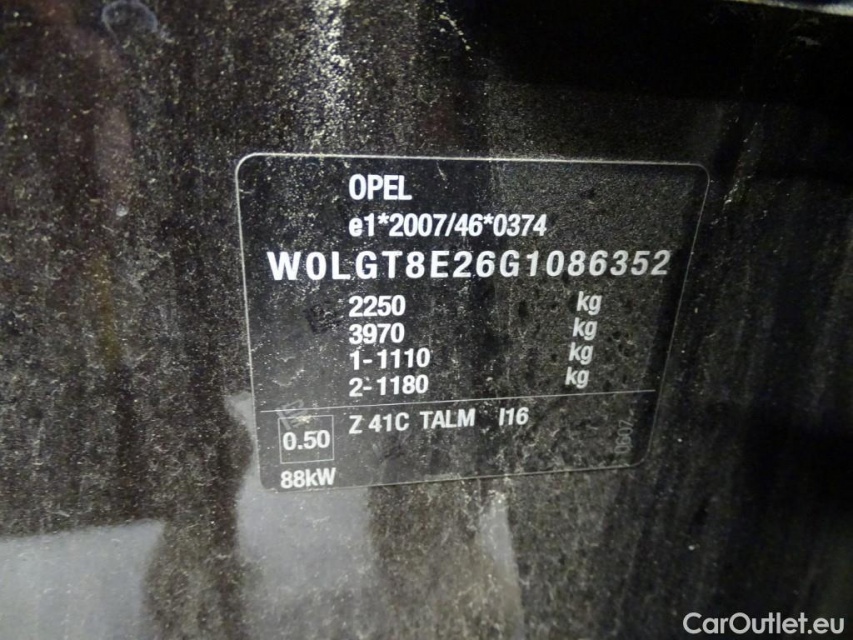 OPEL
e1*2007/46*0374
W0LGT8E26G1086352
2250 kg
3970 kg
1-1110 kg
2-1180 kg
0.50 Z 41C TALM I16
88kW
CarOutlet.eu